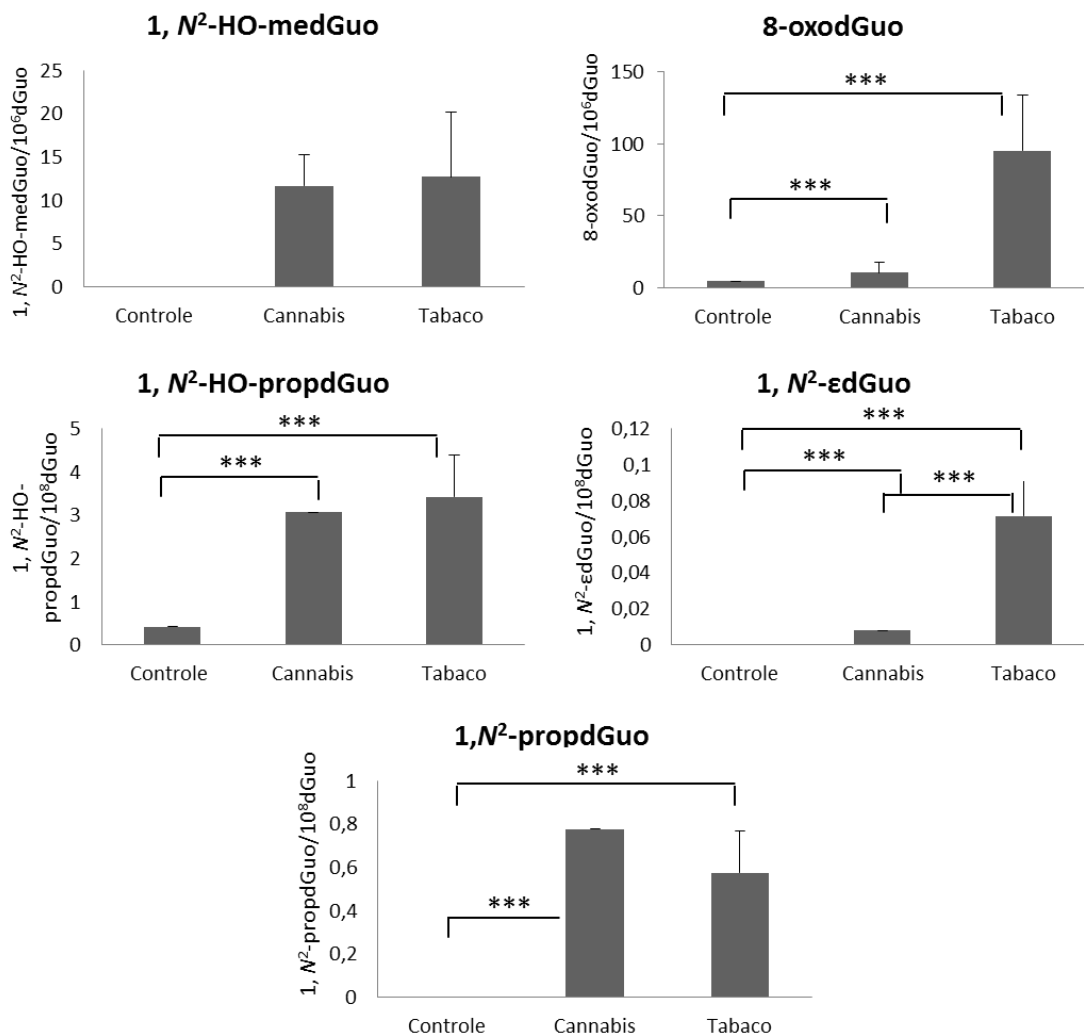 1, N²-HO-medGuo
1, N²-HO-medGuo/10⁶dGuo
25
20
15
10
5
0
Controle Cannabis Tabaco
8-oxodGuo
8-oxodGuo/10⁶dGuo
150
100
50
0
***
***
Controle Cannabis Tabaco
1, N²-HO-propdGuo
1, N²-HO-
propdGuo/10⁸dGuo
5
4
3
2
1
0
***
***
Controle Cannabis Tabaco
1, N²-εdGuo
1, N²-εdGuo/10⁸dGuo
0,12
0,1
0,08
0,06
0,04
0,02
0
***
***
***
Controle Cannabis Tabaco
1,N²-propdGuo
1, N²-propdGuo/10⁸dGuo
1
0,8
0,6
0,4
0,2
0
***
***
Controle Cannabis Tabaco